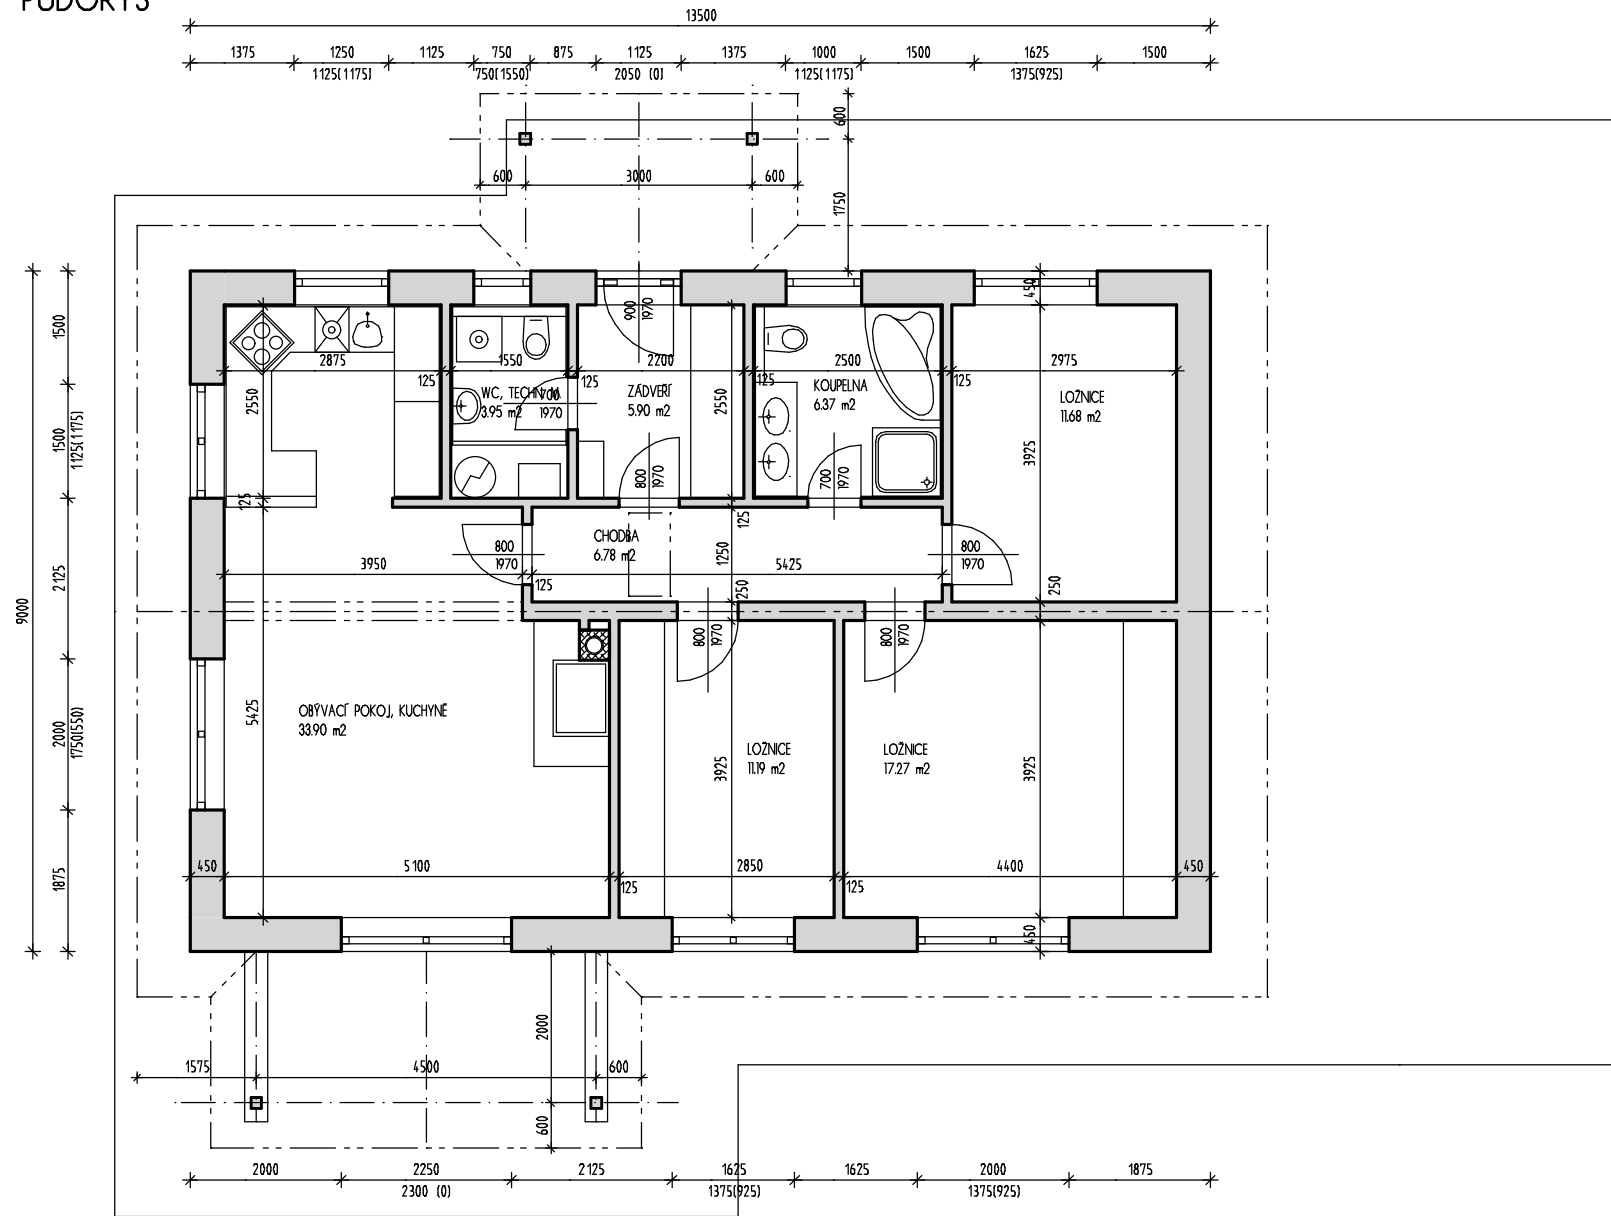 PŮDORYS
13500
1375 1250 1125 750 875 1125 1375 1000 1500 1625 1500
1125(1175) 750(1550) 2050 (0) 1125(1175) 1375(925)
600
600 3000 600
1750
450
900
1970
1500
2875 1550 2200 2500 2975
125 125 125 125
WC, TECHN. M.
3.95 m2
700
1970
ZÁDVEŘÍ
5.90 m2
KOUPELNA
6.37 m2
LOŽNICE
11.68 m2
2550 2550
1500
1125(1175)
3925
800
1970
700
1970
125
125
CHODBA
6.78 m2
800
1970
1250
800
1970
3950 5425
125
250 250
2125
9000
800
1970
800
1970
5425
OBÝVACÍ POKOJ, KUCHYNĚ
33.90 m2
2000
1750(550)
LOŽNICE
11.19 m2
LOŽNICE
17.27 m2
3925 3925
1875
450 5100 2850 4400 450
125 125
450
2000
1575 4500 600
600
2000 2250 2125 1625 1625 2000 1875
2300 (0) 1375(925) 1375(925)